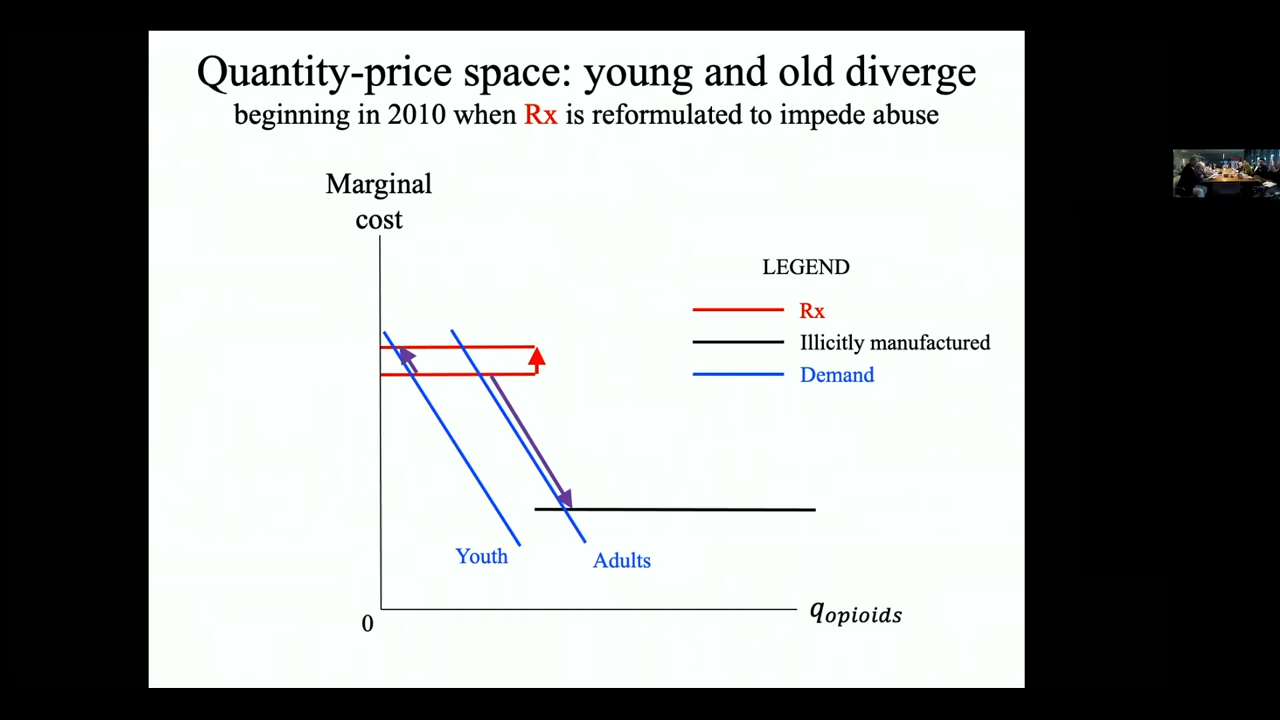 Quantity-price space: young and old diverge
beginning in 2010 when Rx is reformulated to impede abuse
Marginal
cost
LEGEND
Rx
Illicitly manufactured
Demand
Youth
Adults
0
qopioids